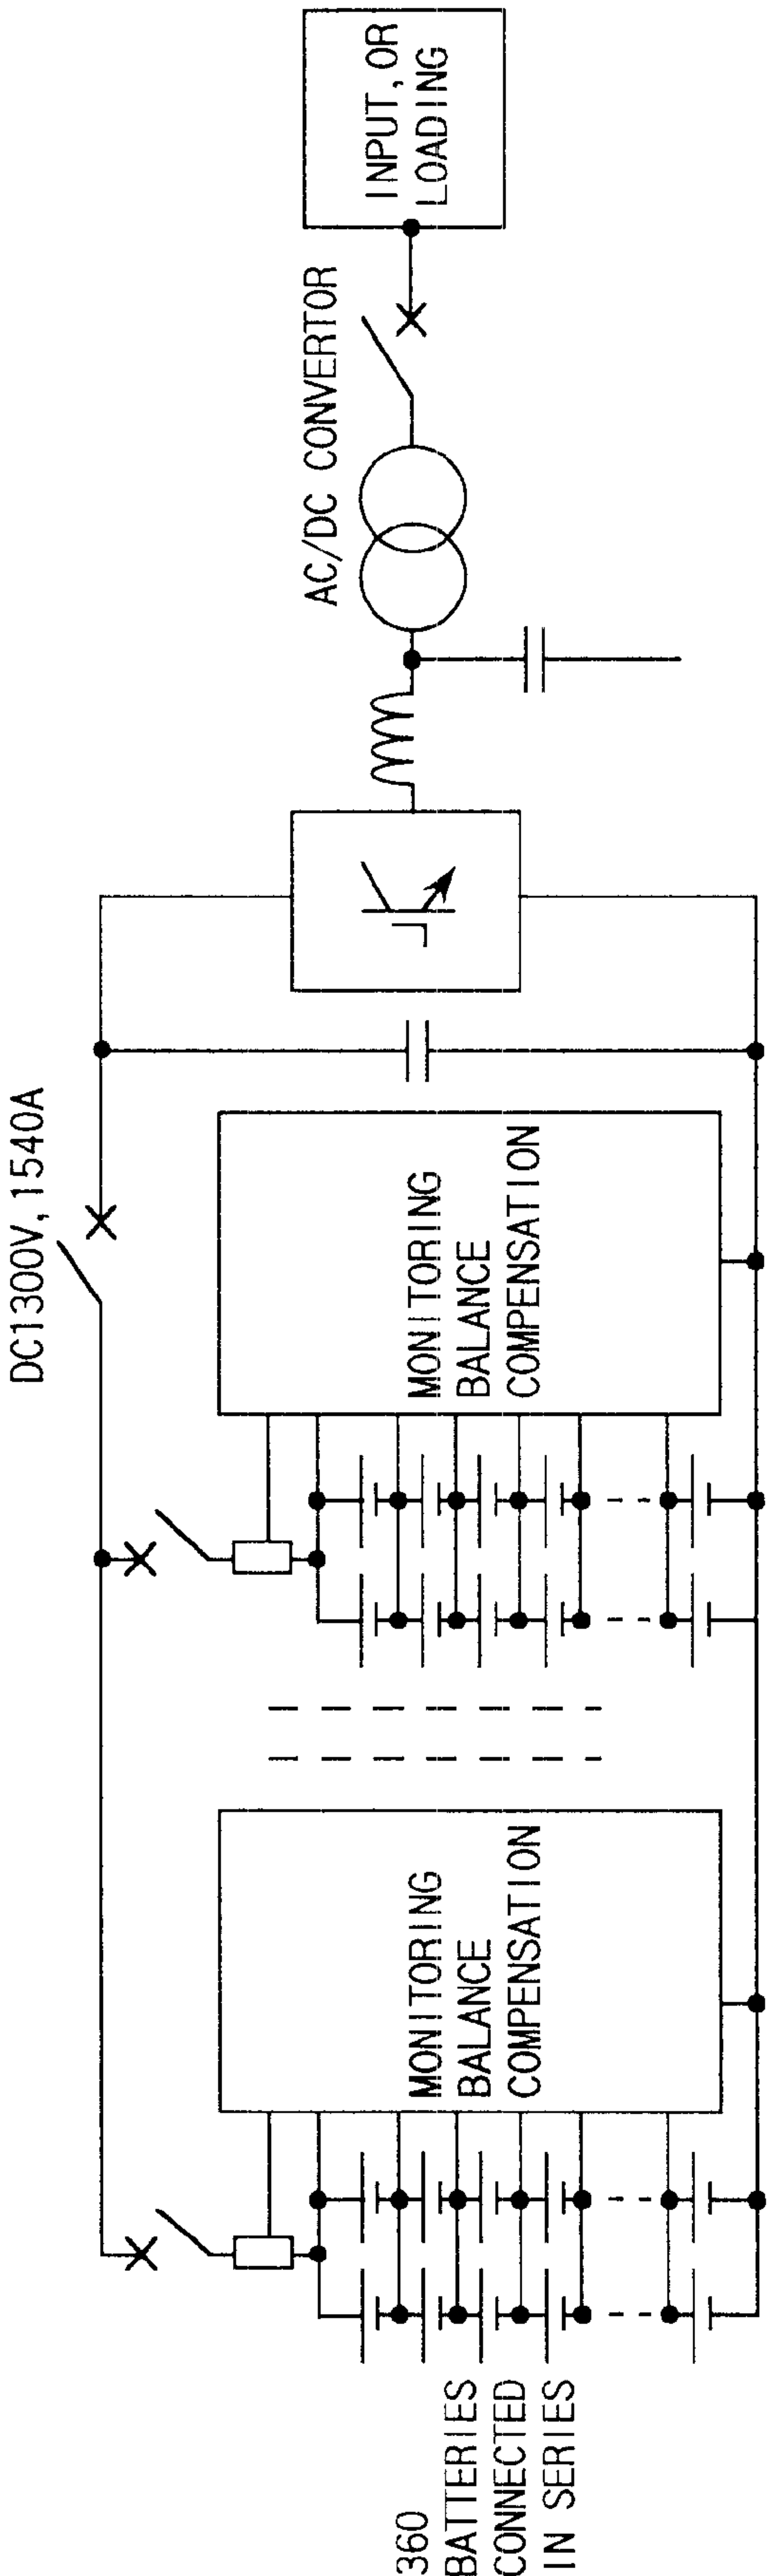 DC1300V, 1540A
360
BATTERIES
CONNECTED
IN SERIES
MONITORING
BALANCE
COMPENSATION
MONITORING
BALANCE
COMPENSATION
AC/DC CONVERTOR
INPUT, OR
LOADING